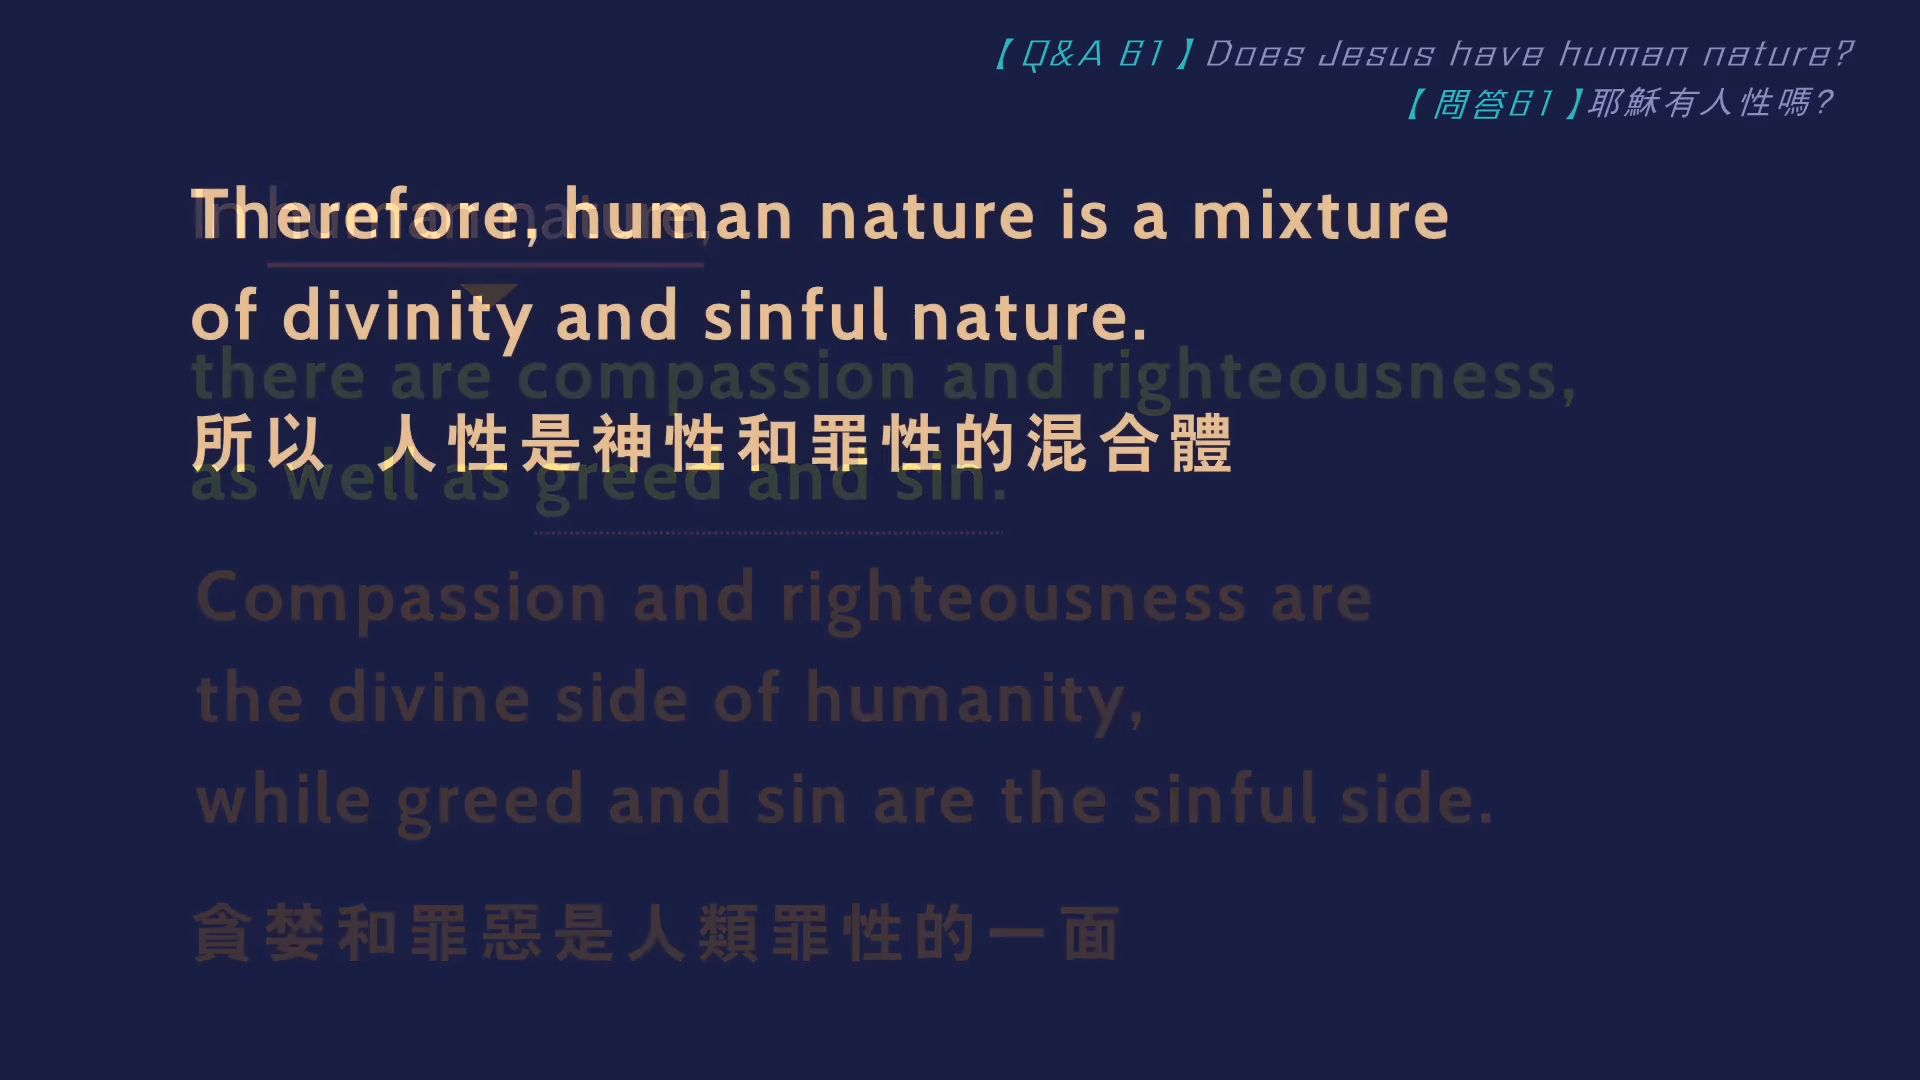 【Q&A 61】Does Jesus have human nature?
【問答61】耶穌有人性嗎?
Therefore, human nature is a mixture
In human nature,
of divinity and sinful nature.
there are compassion and righteousness,
所以 人性是神性和罪性的混合體
as well as greed and sin.
Compassion and righteousness are
the divine side of humanity,
while greed and sin are the sinful side.
貪婪和罪惡是人類罪性的一面